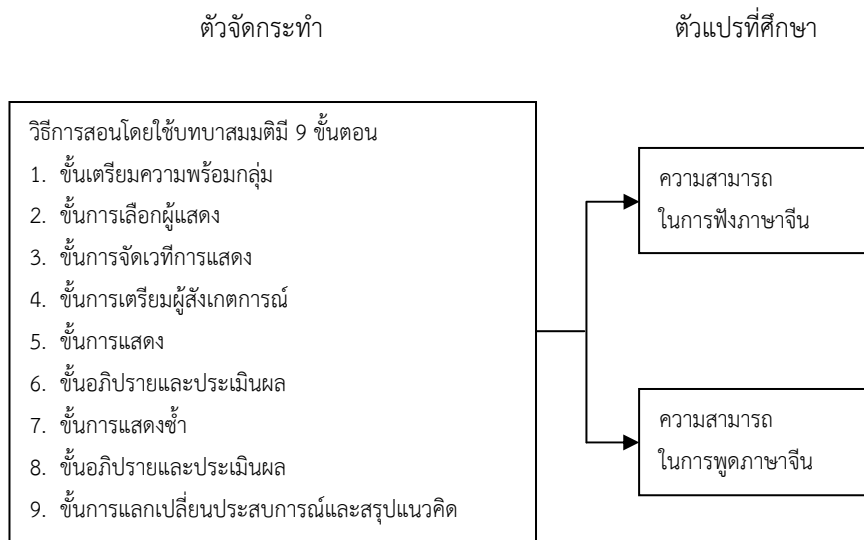 ตัวจัดกระทำ
ตัวแปรที่ศึกษา
วิธีการสอนโดยใช้บทบาสมมติมี 9 ขั้นตอน
1. ขั้นเตรียมความพร้อมกลุ่ม
2. ขั้นการเลือกผู้แสดง
3. ขั้นการจัดเวทีการแสดง
4. ขั้นการเตรียมผู้สังเกตการณ์
5. ขั้นการแสดง
6. ขั้นอภิปรายและประเมินผล
7. ขั้นการแสดงซ้ำ
8. ขั้นอภิปรายและประเมินผล
9. ขั้นการแลกเปลี่ยนประสบการณ์และสรุปแนวคิด
ความสามารถ
ในการฟังภาษาจีน
ความสามารถ
ในการพูดภาษาจีน